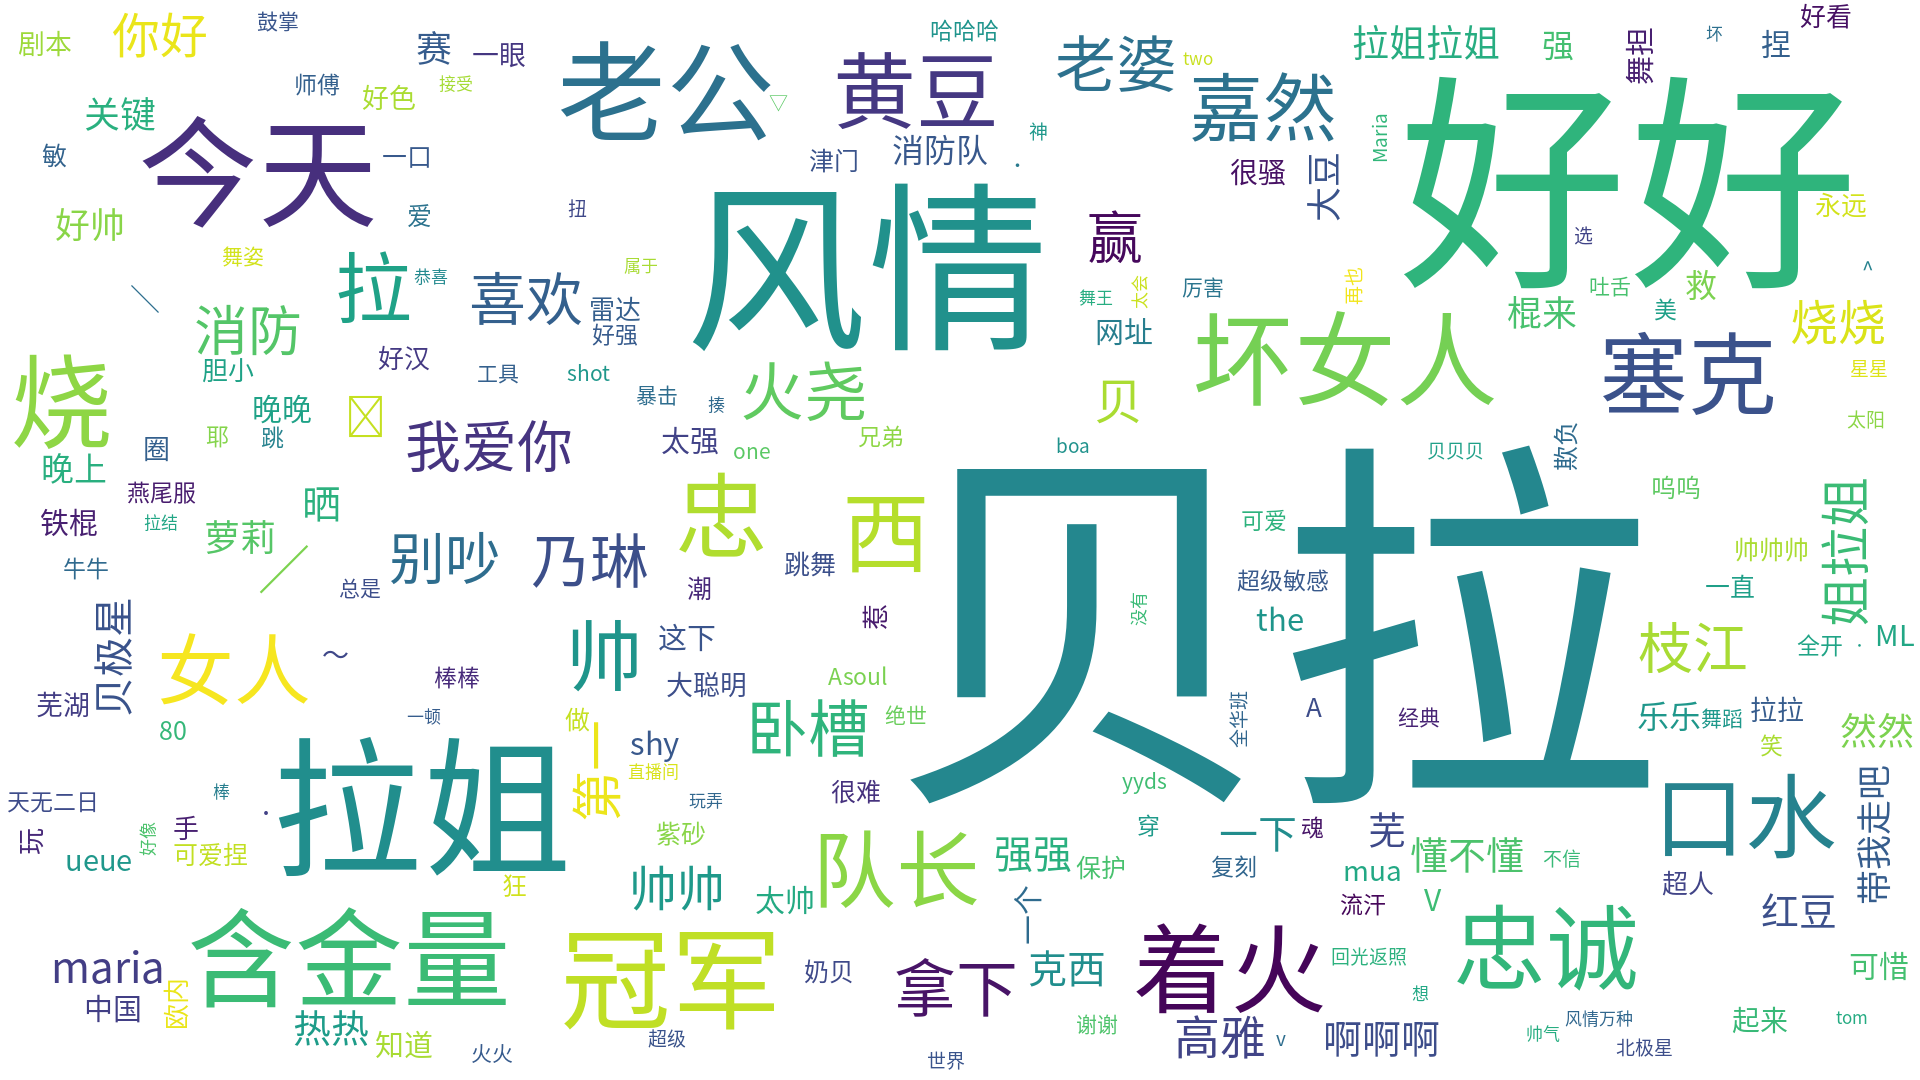 剧本
你好
鼓掌
赛
一眼
哈哈哈
老婆
two
拉姐拉姐
强
舞担
坏
捏
好看
师傅
好色
接受
老公
▽
黄豆
嘉然
好好
关键
今天
敏
一口
津门
消防队
.
神
很骚
太豆
Maria
永远
好帅
爱
扭
风情
赢
选
^
舞姿
拉
恭喜
喜欢
属于
雷达
好强
舞王
太会
厉害
再也
吐舌
救
棍来
美
烧烧
＼
消防
网址
坏女人
塞克
星星
烧
胆小
好汉
工具
shot
暴击
揍
火尧
贝
太阳
晚晚
跳
耶
圈
我爱你
太强
one
兄弟
boa
贝贝贝
欺负
晚上
燕尾服
晒
忠
西
贝拉
呜呜
姐拉姐
铁棍
拉结
萝莉
／
别吵
乃琳
跳舞
可爱
帅帅帅
牛牛
总是
潮
超级敏感
一直
没有
the
贝极星
女人
～
帅
这下
枝江
全开
.
ML
芜湖
棒棒
大聪明
Asoul
80
一顿
做
第一
卧槽
绝世
全华班
A
经典
乐乐
舞蹈
拉拉
然然
笑
shy
直播间
拉姐
天无二日
棒
.
玩弄
很难
yyds
口水
带我走吧
玩
好像
手
ueue
可爱捏
紫砂
队长
强强
保护
穿
一下
魂
芜
懂不懂
不信
狂
帅帅
太帅
复刻
mua
V
超人
流汗
红豆
一个
含金量
冠军
着火
忠诚
maria
中国
欧内
奶贝
拿下
克西
回光返照
可惜
想
热热
知道
火火
超级
世界
谢谢
高雅
v
啊啊啊
帅气
风情万种
北极星
起来
tom